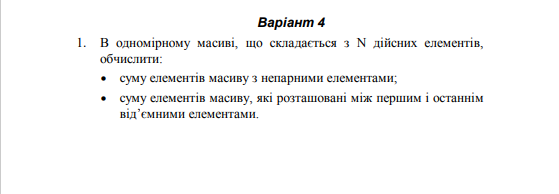 Варіант 4
1. В одномірному масиві, що складається з N дійсних елементів,
обчислити:
• суму елементів масиву з непарними елементами;
• суму елементів масиву, які розташовані між першим і останнім
від’ємними елементами.